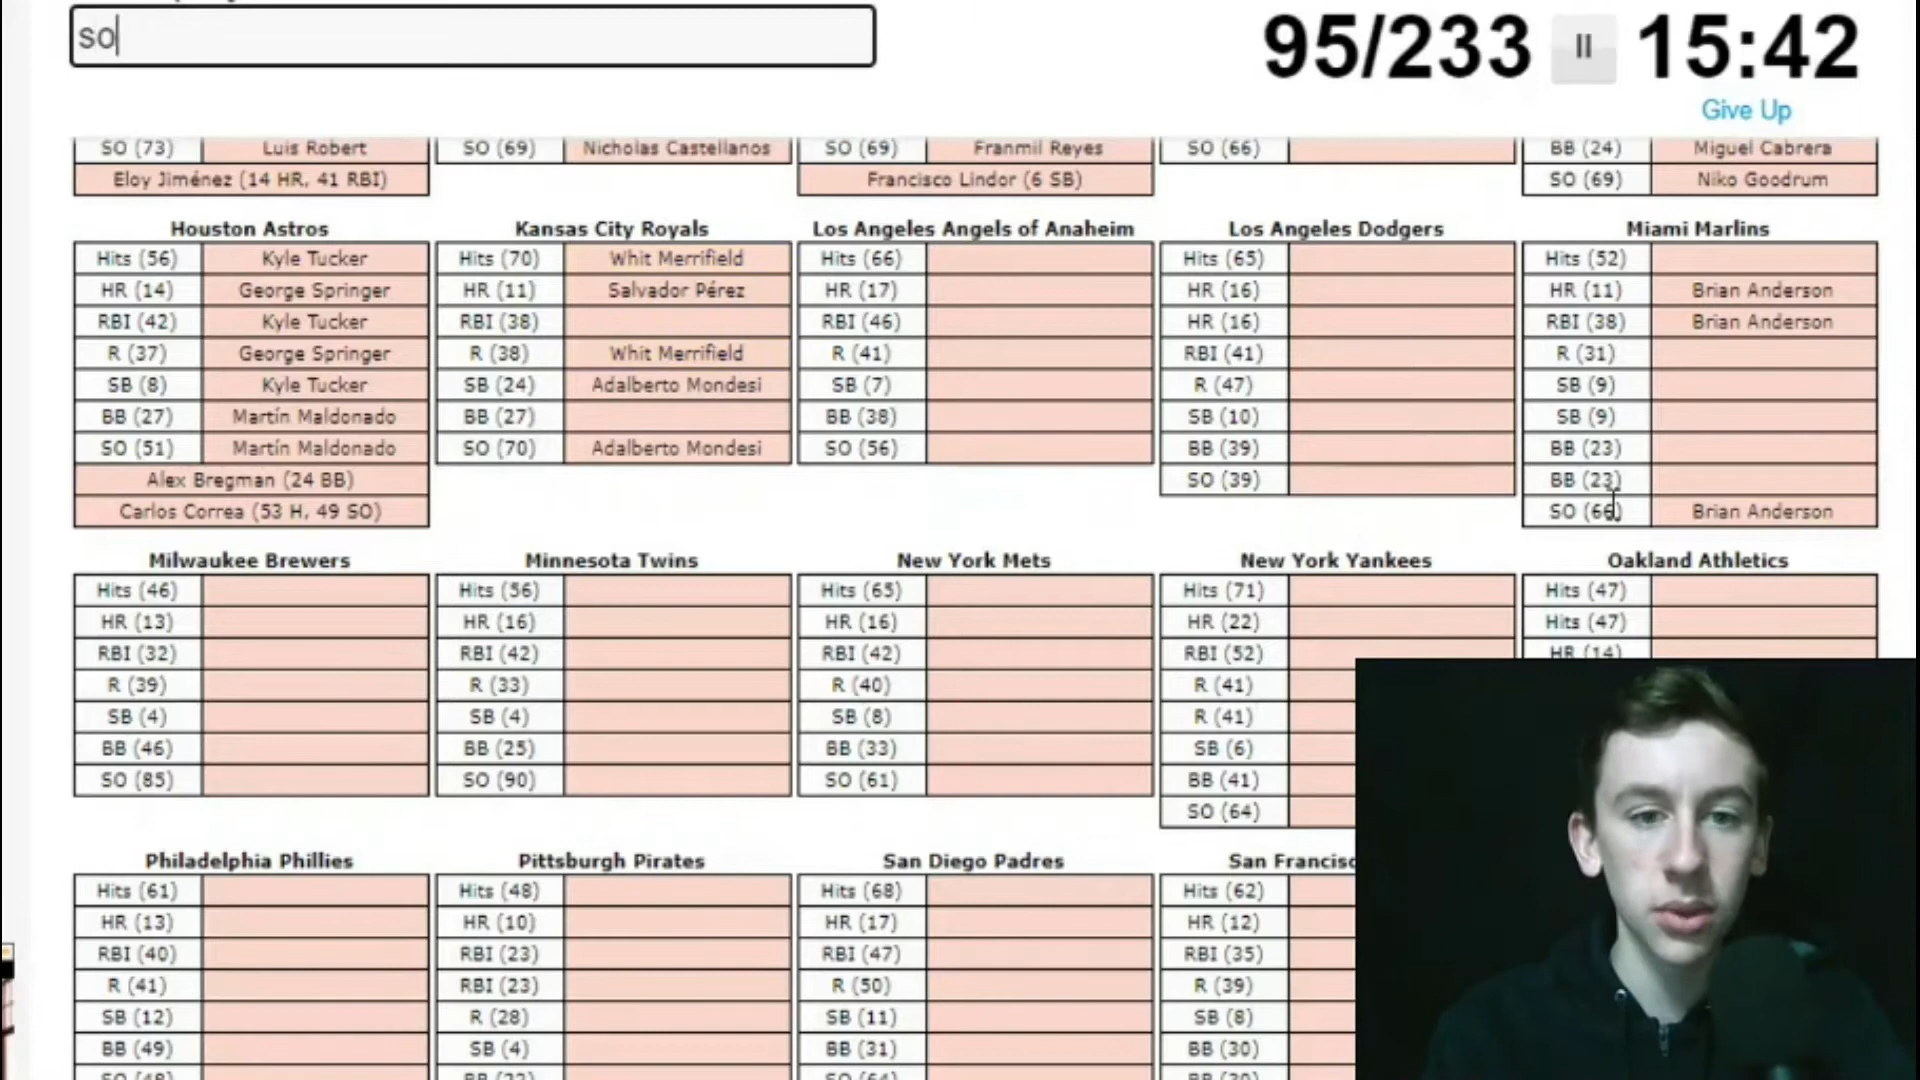 so
95/233 15:42
Give Up
SO (73) Luis Robert SO (69) Nicholas Castellanos SO (69) Franmil Reyes SO (66) BB (24) Miguel Cabrera
Eloy Jiménez (14 HR, 41 RBI) Francisco Lindor (6 SB) SO (69) Niko Goodrum
Houston Astros Kansas City Royals Los Angeles Angels of Anaheim Los Angeles Dodgers Miami Marlins
Hits (56) Kyle Tucker Hits (70) Whit Merrifield Hits (66) Hits (65) Hits (52)
HR (14) George Springer HR (11) Salvador Pérez HR (17) HR (16) HR (11) Brian Anderson
RBI (42) Kyle Tucker RBI (38) RBI (46) HR (16) RBI (38) Brian Anderson
R (37) George Springer R (38) Whit Merrifield R (41) RBI (41) R (31)
SB (8) Kyle Tucker SB (24) Adalberto Mondesi SB (7) R (47) SB (9)
BB (27) Martín Maldonado BB (27) BB (38) SB (10) SB (9)
SO (51) Martín Maldonado SO (70) Adalberto Mondesi SO (56) BB (39) BB (23)
Alex Bregman (24 BB) SO (39) BB (23)
Carlos Correa (53 H, 49 SO) SO (66) Brian Anderson
Milwaukee Brewers Minnesota Twins New York Mets New York Yankees Oakland Athletics
Hits (46) Hits (56) Hits (65) Hits (71) Hits (47)
HR (13) HR (16) HR (16) HR (22) Hits (47)
RBI (32) RBI (42) RBI (42) RBI (52) HR (14)
R (39) R (33) R (40) R (41)
SB (4) SB (4) SB (8) R (41)
BB (46) BB (25) BB (33) SB (6)
SO (85) SO (90) SO (61) BB (41)
SO (64)
Philadelphia Phillies Pittsburgh Pirates San Diego Padres San Francisc
Hits (61) Hits (48) Hits (68) Hits (62)
HR (13) HR (10) HR (17) HR (12)
RBI (40) RBI (23) RBI (47) RBI (35)
R (41) RBI (23) R (50) R (39)
SB (12) R (28) SB (11) SB (8)
BB (49) SB (4) BB (31) BB (30)
SO (48) BB (22) SO (64) BB (30)